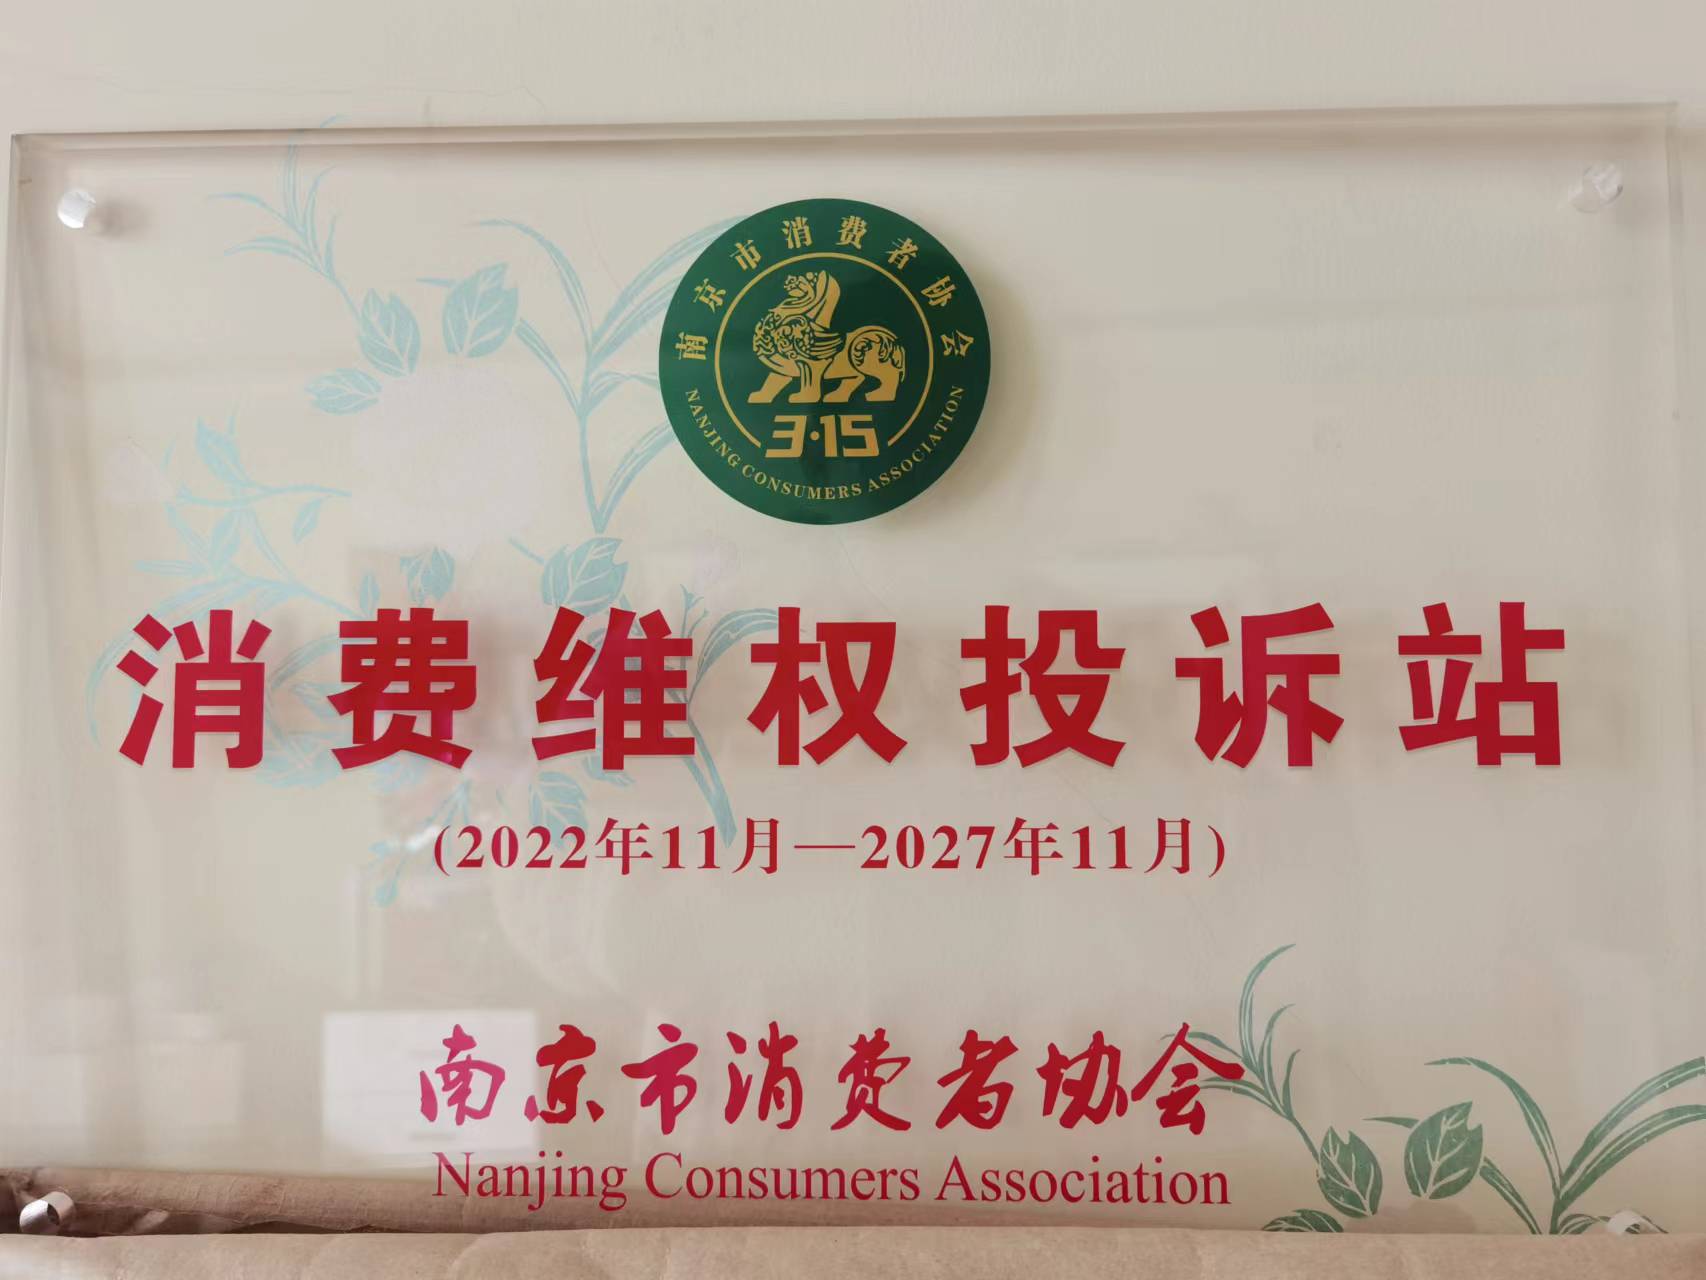 南京市消费者协会
3·15
NANJING CONSUMERS ASSOCIATION
消费维权投诉站
(2022年11月—2027年11月)
南京市消费者协会
Nanjing Consumers Association